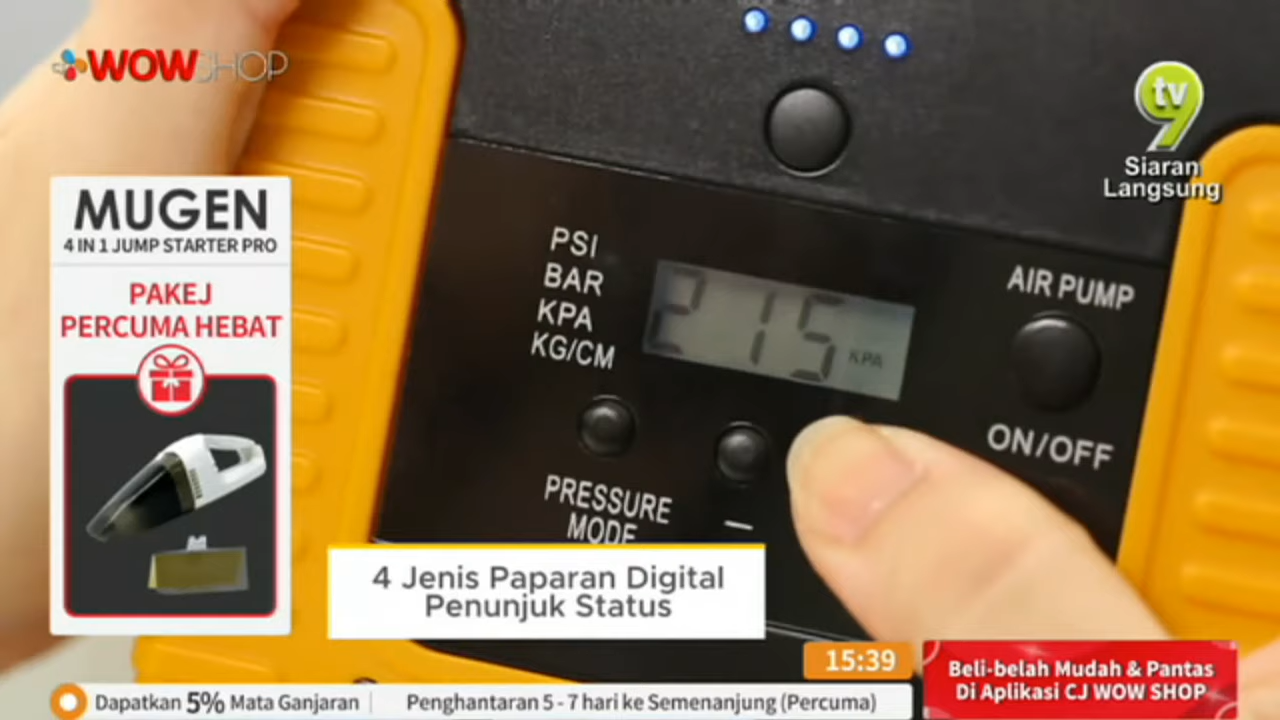 WOWSHOP
tv9
Siaran
Langsung
MUGEN
4 IN 1 JUMP STARTER PRO
PAKEJ
PERCUMA HEBAT
PSI
BAR
KPA
KG/CM
215 KPA
AIR PUMP
ON/OFF
PRESSURE
MODE
–
4 Jenis Paparan Digital
Penunjuk Status
15:39
Dapatkan 5% Mata Ganjaran
Penghantaran 5 - 7 hari ke Semenanjung (Percuma)
Beli-belah Mudah & Pantas
Di Aplikasi CJ WOW SHOP